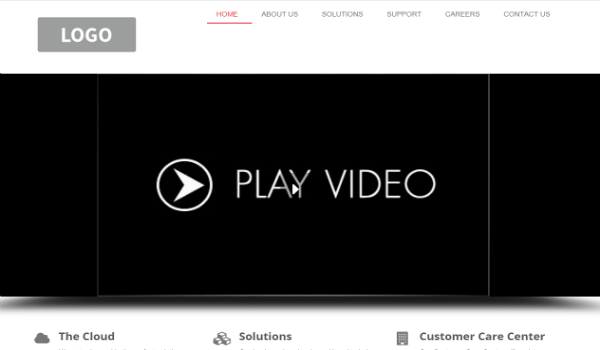 HOME ABOUT US SOLUTIONS SUPPORT CAREERS CONTACT US
LOGO
PLAY VIDEO
The Cloud Solutions Customer Care Center